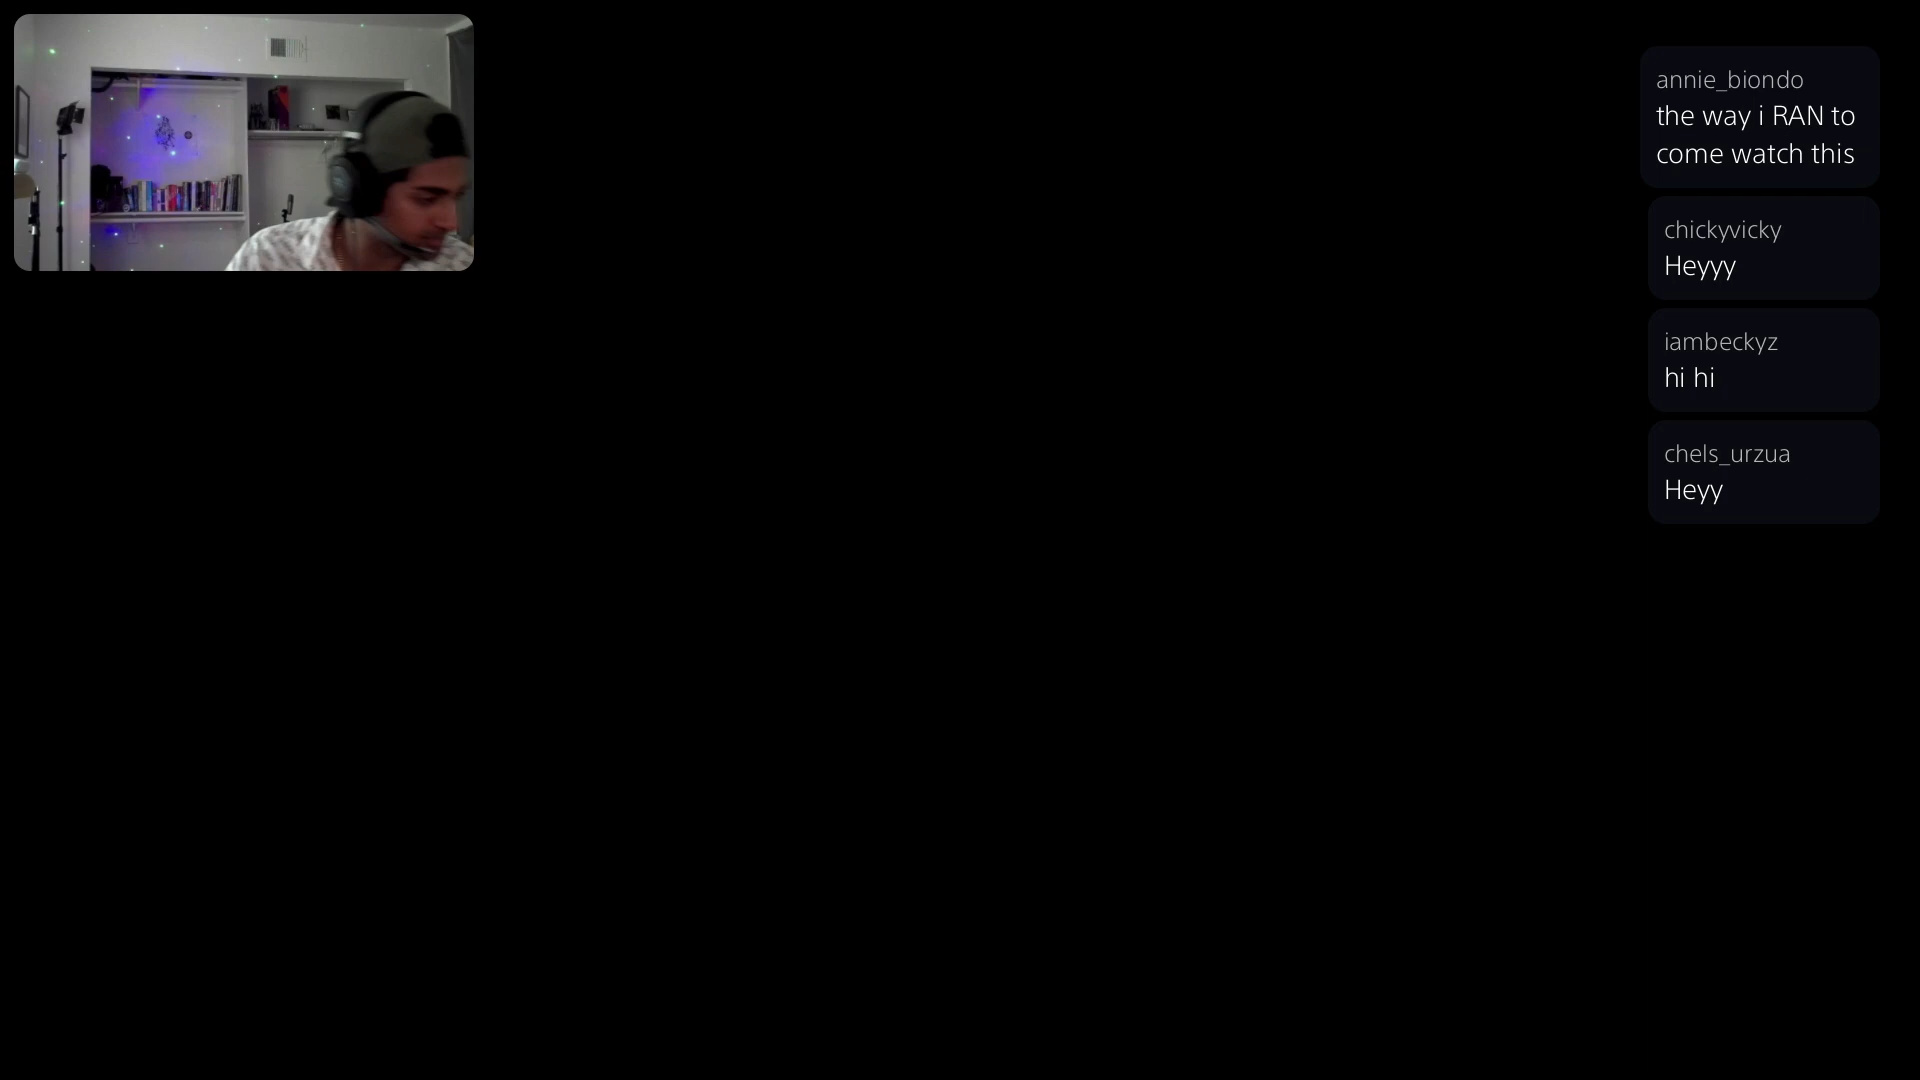 annie_biondo
the way i RAN to
come watch this
chickyvicky
Heyyy
iambeckyz
hi hi
chels_urzua
Heyy